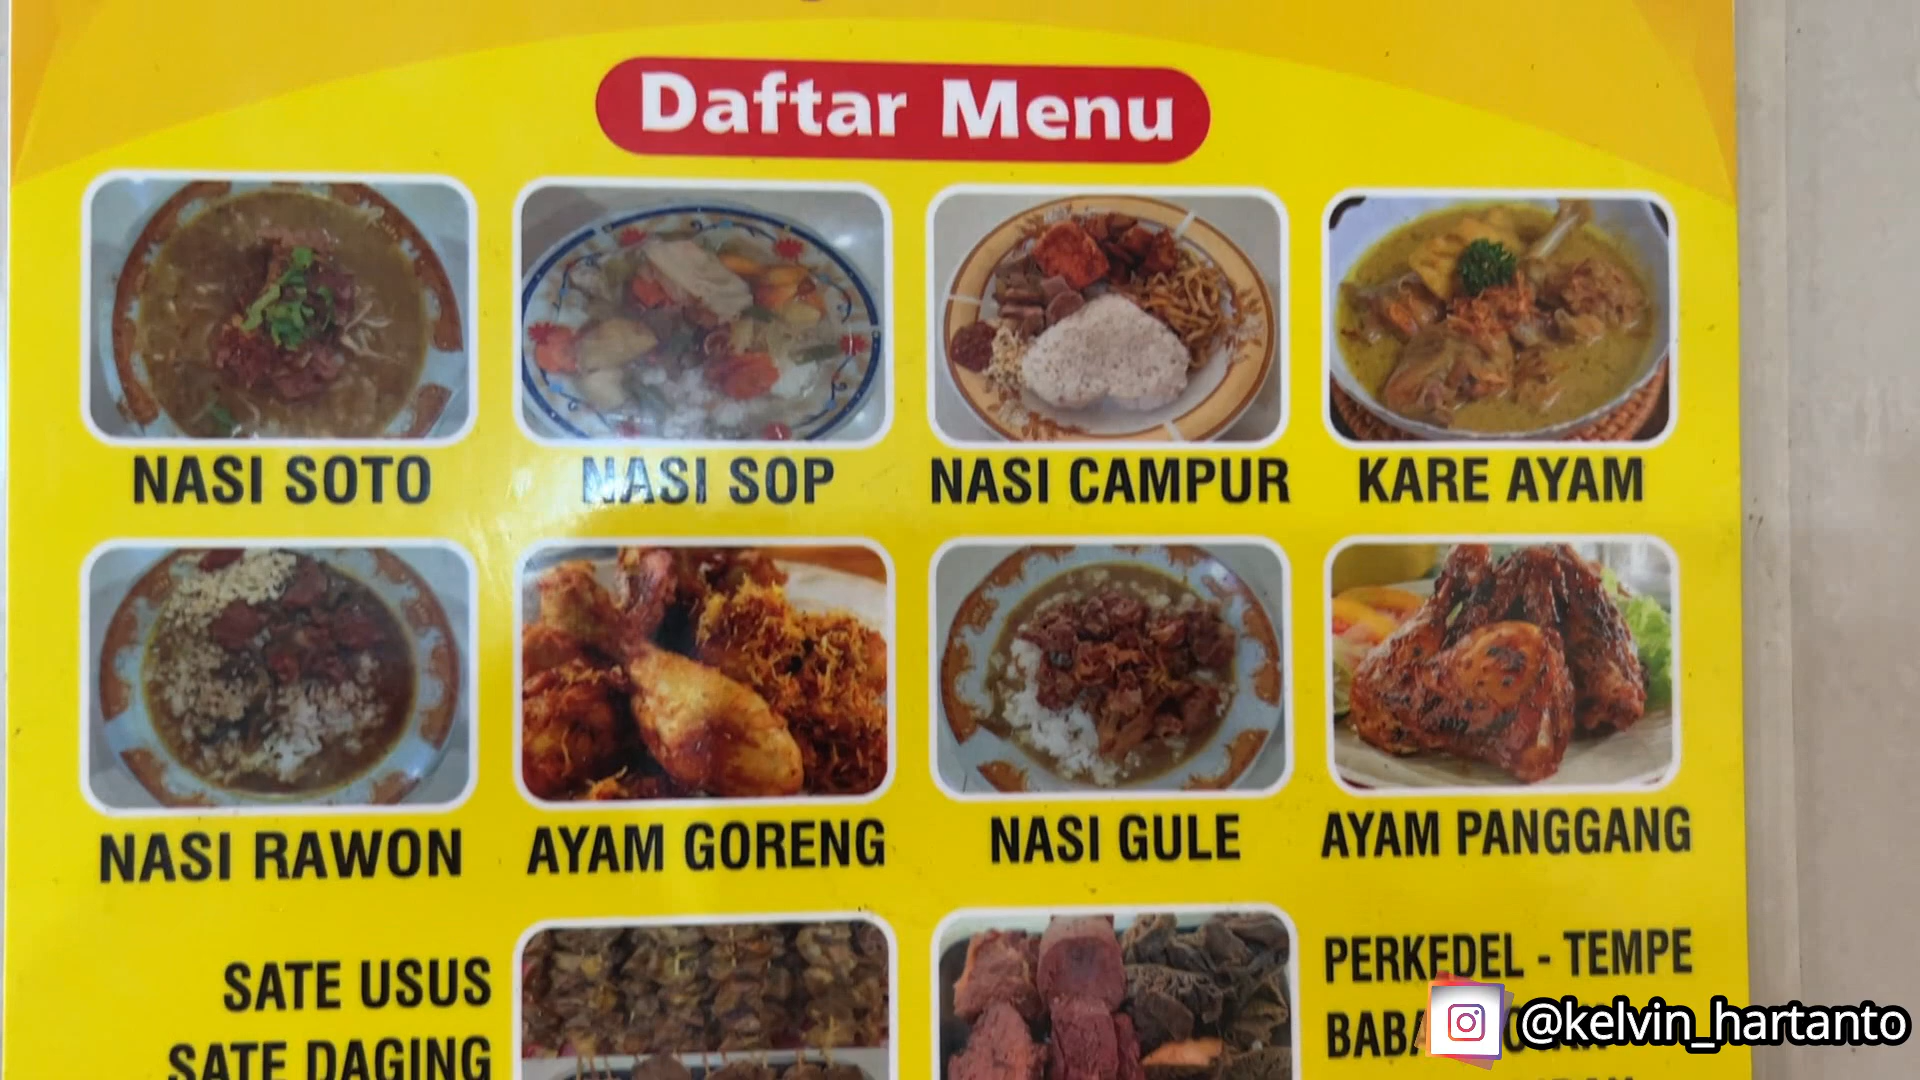 Daftar Menu
NASI SOTO
NASI SOP
NASI CAMPUR
KARE AYAM
NASI RAWON
AYAM GORENG
NASI GULE
AYAM PANGGANG
SATE USUS
SATE DAGING
PERKEDEL - TEMPE
@kelvin_hartanto